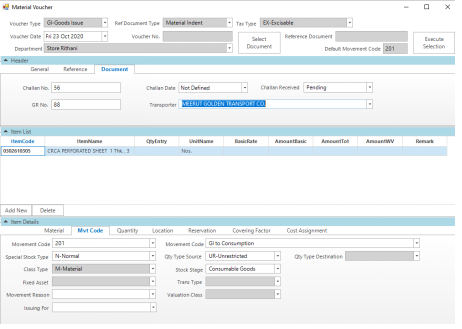 Material Voucher
Voucher Type GI-Goods Issue Ref Document Type Material Indent Tax Type EX-Excisable
Voucher Date Fri 23 Oct 2020 Voucher No. Select Document Reference Document Execute Selection
Department Store Rithani Default Movement Code 201
Header
General Reference Document
Challan No. 56 Challan Date Not Defined Challan Received Pending
GR No. 88 Transporter MEERUT GOLDEN TRANSPORT CO.
Item List
ItemCode ItemName QtyEntry UnitName BasicRate AmountBasic AmountTot AmountWV Remark
0302610305 CRCA PERFORATED SHEET 1 Thk.. 3 Nos.
Add New Delete
Item Details
Material Mvt Code Quantity Location Reservation Covering Factor Cost Assignment
Movement Code 201 Movement Code GI to Consumption
Special Stock Type N-Normal Qty Type Source UR-Unrestricted Qty Type Destination
Class Type M-Material Stock Stage Consumable Goods
Fixed Asset Trans Type
Movement Reason Valuation Class
Issuing For